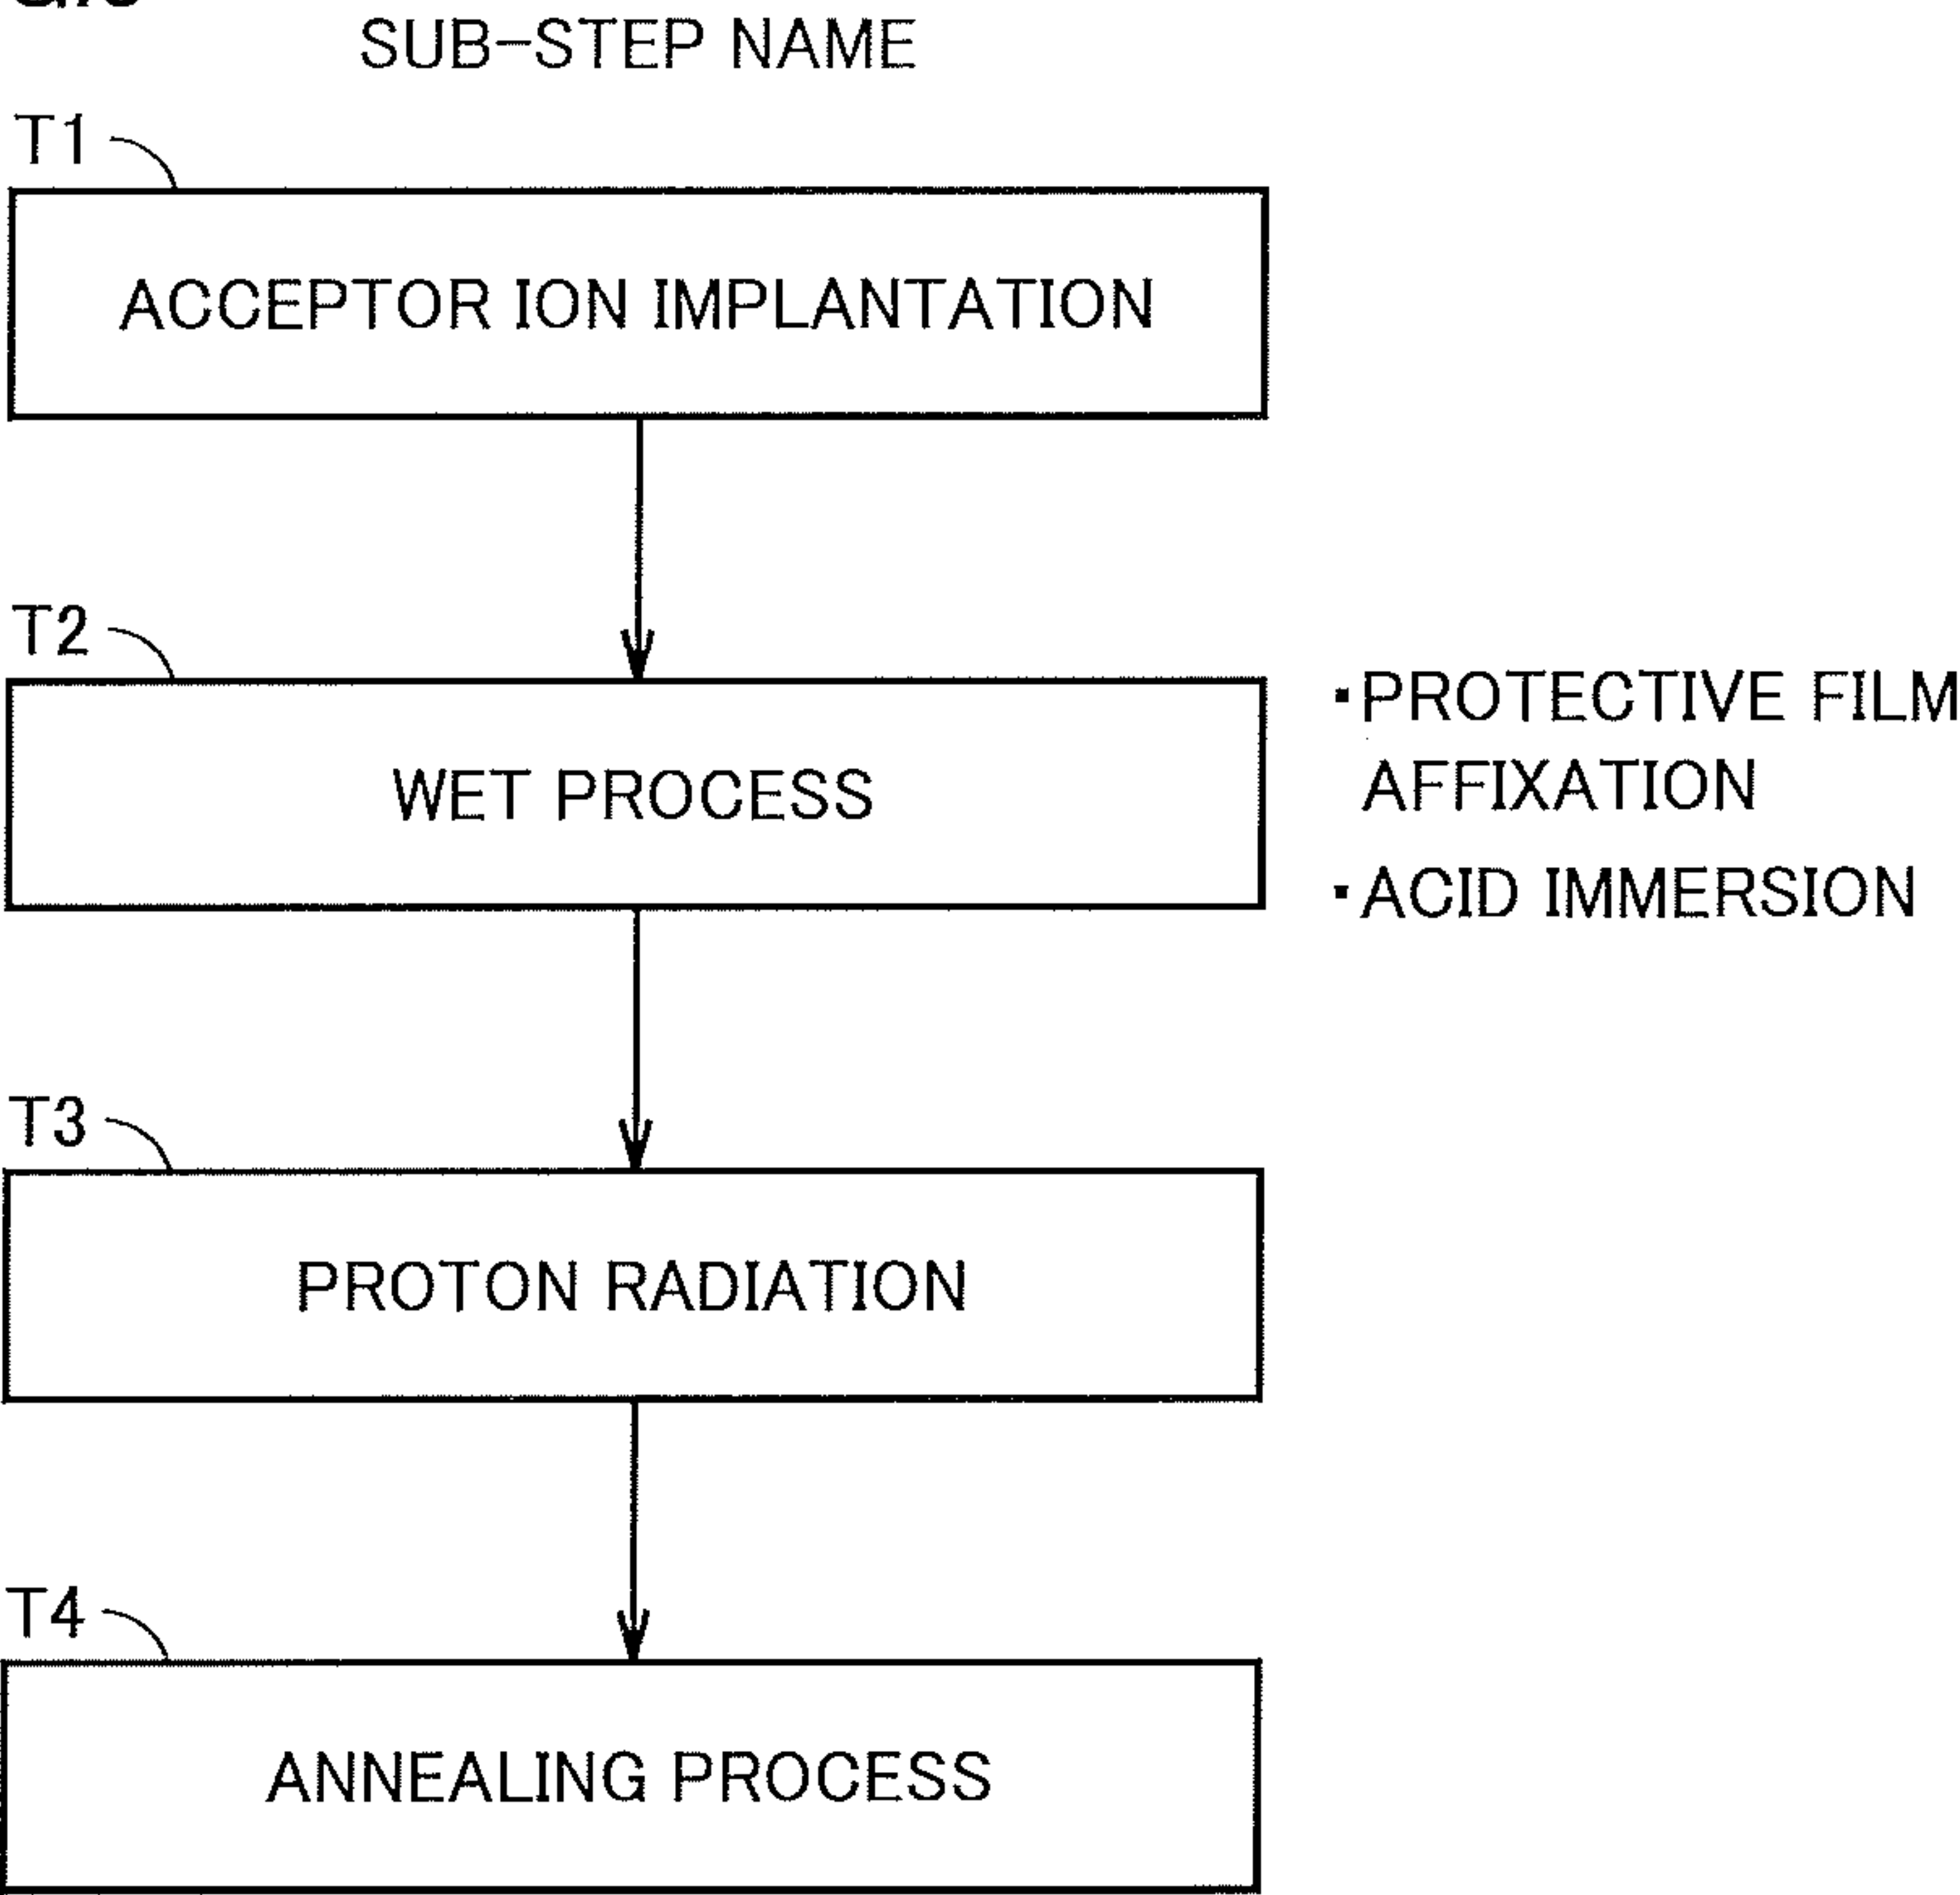 SUB-STEP NAME
T1
ACCEPTOR ION IMPLANTATION
T2
WET PROCESS
・PROTECTIVE FILM
AFFIXATION
・ACID IMMERSION
T3
PROTON RADIATION
T4
ANNEALING PROCESS